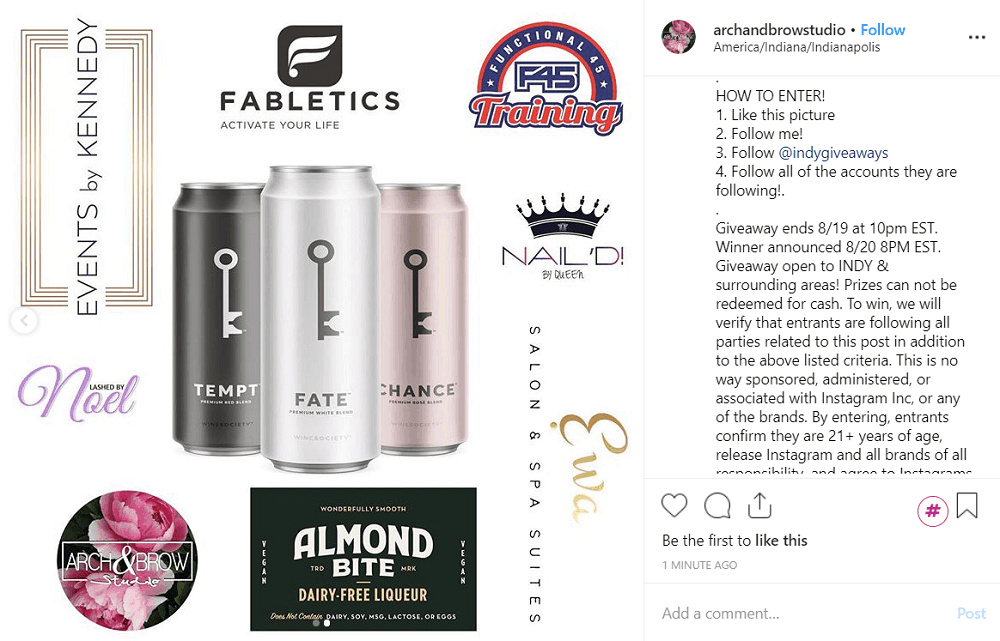 EVENTS by KENNEDY
FABLETICS
ACTIVATE YOUR LIFE
FUNCTIONAL 45
F45
Training
NAIL'D!
BY QUEEN
TEMPT
PREMIUM RED BLEND
WINESOCIETY
FATE™
PREMIUM WHITE BLEND
WINESOCIETY
CHANCE™
PREMIUM ROSÉ BLEND
WINESOCIETY
LASHED BY
Noel
SALON & SPA SUITES
Ewa
ARCH & BROW
Studio
WONDERFULLY SMOOTH
ALMOND
TRD BITE MRK
VEGAN
VEGAN
DAIRY-FREE LIQUEUR
Does Not Contain DAIRY, SOY, MSG, LACTOSE, OR EGGS
archandbrowstudio • Follow
America/Indiana/Indianapolis
.
HOW TO ENTER!
1. Like this picture
2. Follow me!
3. Follow @indygiveaways
4. Follow all of the accounts they are
following!.
.
Giveaway ends 8/19 at 10pm EST.
Winner announced 8/20 8PM EST.
Giveaway open to INDY &
surrounding areas! Prizes can not be
redeemed for cash. To win, we will
verify that entrants are following all
parties related to this post in addition
to the above listed criteria. This is no
way sponsored, administered, or
associated with Instagram Inc, or any
of the brands. By entering, entrants
confirm they are 21+ years of age,
release Instagram and all brands of all
responsibility, and agree to Instagrams
#
Be the first to like this
1 MINUTE AGO
Add a comment...
Post